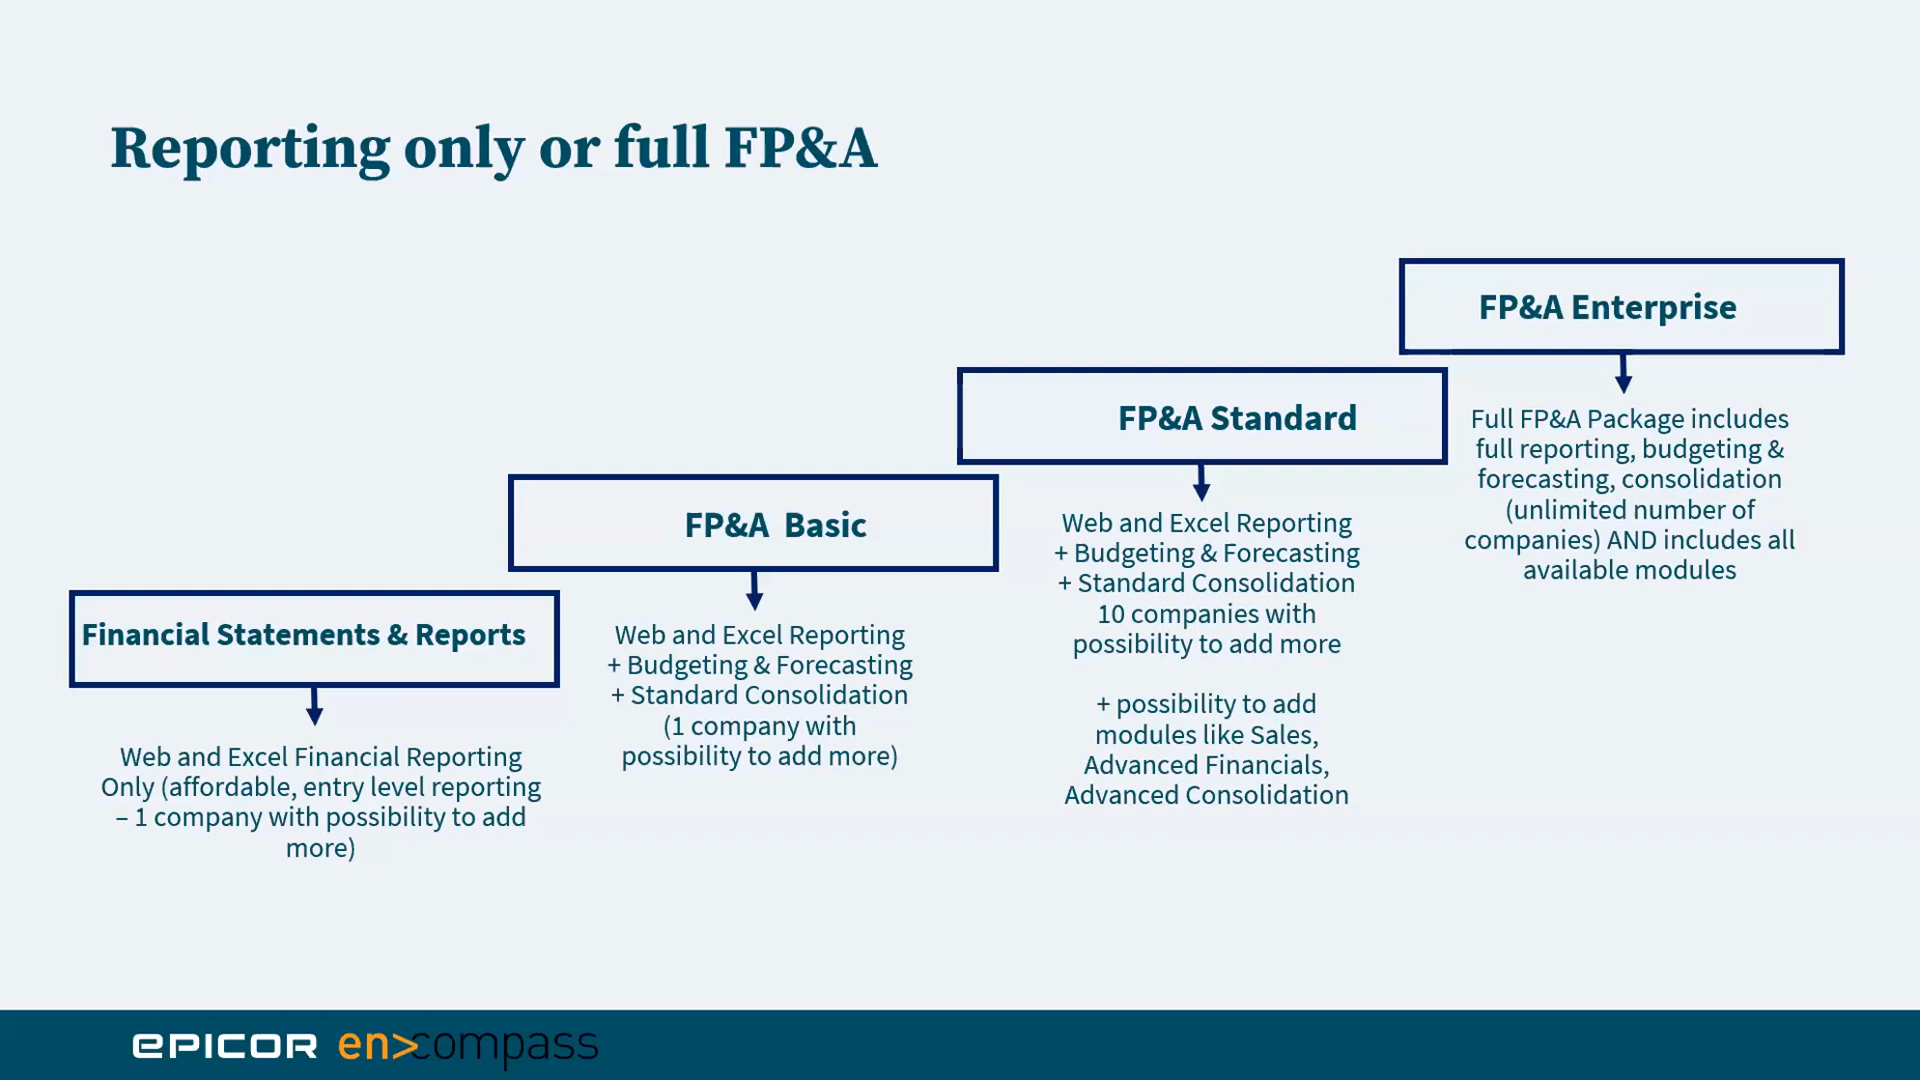 Reporting only or full FP&A
Financial Statements & Reports
Web and Excel Financial Reporting
Only (affordable, entry level reporting
– 1 company with possibility to add
more)
FP&A Basic
Web and Excel Reporting
+ Budgeting & Forecasting
+ Standard Consolidation
(1 company with
possibility to add more)
FP&A Standard
Web and Excel Reporting
+ Budgeting & Forecasting
+ Standard Consolidation
10 companies with
possibility to add more
+ possibility to add
modules like Sales,
Advanced Financials,
Advanced Consolidation
FP&A Enterprise
Full FP&A Package includes
full reporting, budgeting &
forecasting, consolidation
(unlimited number of
companies) AND includes all
available modules
EPICOR en>compass